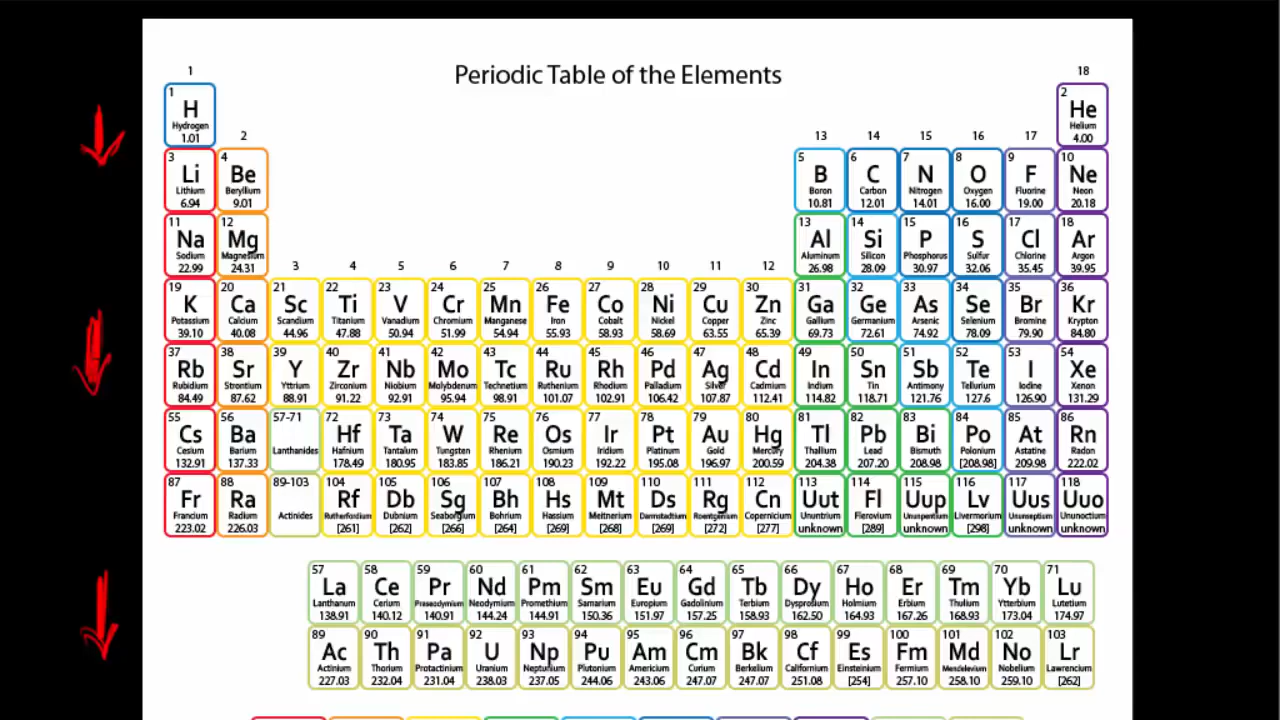 Periodic Table of the Elements
1 18
1 2
H He
Hydrogen Helium
1.01 4.00
2 13 14 15 16 17
3 4 5 6 7 8 9 10
Li Be B C N O F Ne
Lithium Beryllium Boron Carbon Nitrogen Oxygen Fluorine Neon
6.94 9.01 10.81 12.01 14.01 16.00 19.00 20.18
11 12 13 14 15 16 17 18
Na Mg Al Si P S Cl Ar
Sodium Magnesium Aluminum Silicon Phosphorus Sulfur Chlorine Argon
22.99 24.31 26.98 28.09 30.97 32.06 35.45 39.95
3 4 5 6 7 8 9 10 11 12
19 20 21 22 23 24 25 26 27 28 29 30 31 32 33 34 35 36
K Ca Sc Ti V Cr Mn Fe Co Ni Cu Zn Ga Ge As Se Br Kr
Potassium Calcium Scandium Titanium Vanadium Chromium Manganese Iron Cobalt Nickel Copper Zinc Gallium Germanium Arsenic Selenium Bromine Krypton
39.10 40.08 44.96 47.88 50.94 51.99 54.94 55.93 58.93 58.69 63.55 65.39 69.73 72.61 74.92 78.09 79.90 84.80
37 38 39 40 41 42 43 44 45 46 47 48 49 50 51 52 53 54
Rb Sr Y Zr Nb Mo Tc Ru Rh Pd Ag Cd In Sn Sb Te I Xe
Rubidium Strontium Yttrium Zirconium Niobium Molybdenum Technetium Ruthenium Rhodium Palladium Silver Cadmium Indium Tin Antimony Tellurium Iodine Xenon
84.49 87.62 88.91 91.22 92.91 95.94 98.91 101.07 102.91 106.42 107.87 112.41 114.82 118.71 121.76 127.6 126.90 131.29
55 56 57-71 72 73 74 75 76 77 78 79 80 81 82 83 84 85 86
Cs Ba Hf Ta W Re Os Ir Pt Au Hg Tl Pb Bi Po At Rn
Cesium Barium Lanthanides Hafnium Tantalum Tungsten Rhenium Osmium Iridium Platinum Gold Mercury Thallium Lead Bismuth Polonium Astatine Radon
132.91 137.33 178.49 180.95 183.85 186.21 190.23 192.22 195.08 196.97 200.59 204.38 207.20 208.98 [208.98] 209.98 222.02
87 88 89-103 104 105 106 107 108 109 110 111 112 113 114 115 116 117 118
Fr Ra Rf Db Sg Bh Hs Mt Ds Rg Cn Uut Fl Uup Lv Uus Uuo
Francium Radium Actinides Rutherfordium Dubnium Seaborgium Bohrium Hassium Meitnerium Darmstadtium Roentgenium Copernicium Ununtrium Flerovium Ununpentium Livermorium Ununseptium Ununoctium
223.02 226.03 [261] [262] [266] [264] [269] [268] [269] [272] [277] unknown [289] unknown [298] unknown unknown
57 58 59 60 61 62 63 64 65 66 67 68 69 70 71
La Ce Pr Nd Pm Sm Eu Gd Tb Dy Ho Er Tm Yb Lu
Lanthanum Cerium Praseodymium Neodymium Promethium Samarium Europium Gadolinium Terbium Dysprosium Holmium Erbium Thulium Ytterbium Lutetium
138.91 140.12 140.91 144.24 144.91 150.36 151.97 157.25 158.93 162.50 164.93 167.26 168.93 173.04 174.97
89 90 91 92 93 94 95 96 97 98 99 100 101 102 103
Ac Th Pa U Np Pu Am Cm Bk Cf Es Fm Md No Lr
Actinium Thorium Protactinium Uranium Neptunium Plutonium Americium Curium Berkelium Californium Einsteinium Fermium Mendelevium Nobelium Lawrencium
227.03 232.04 231.04 238.03 237.05 244.06 243.06 247.07 247.07 251.08 [254] 257.10 258.10 259.10 [262]